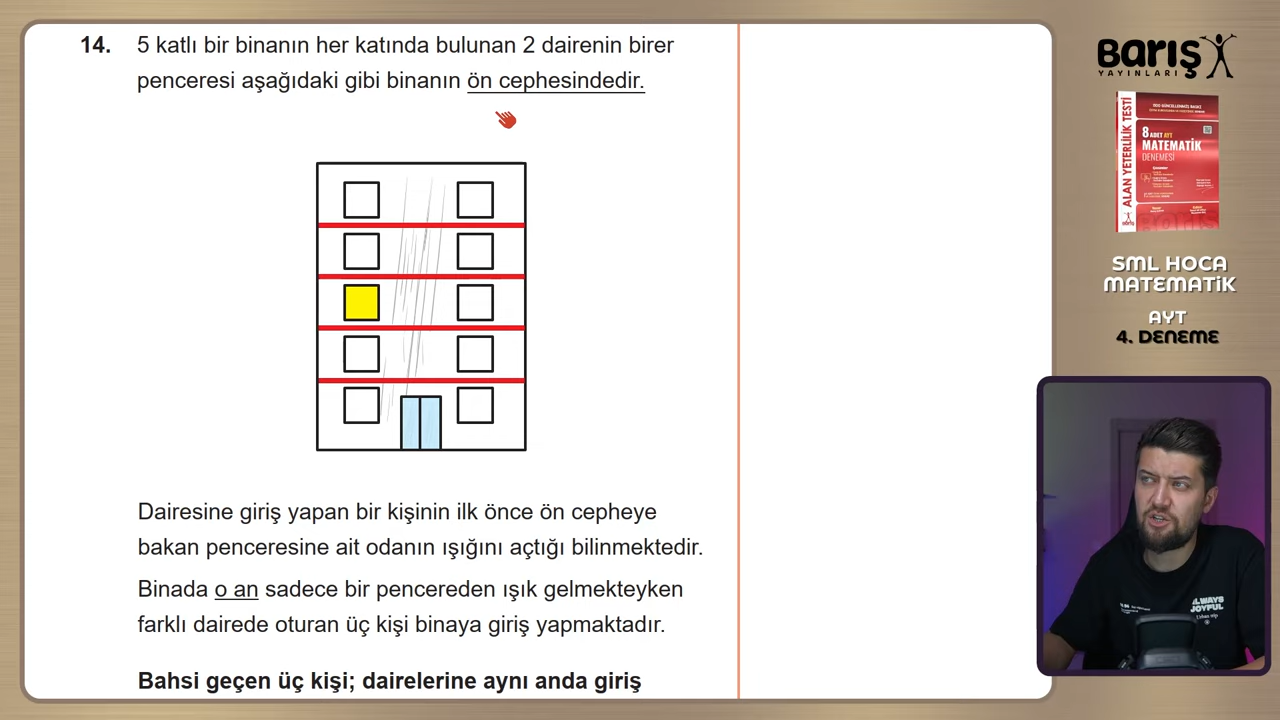 14. 5 katlı bir binanın her katında bulunan 2 dairenin birer
penceresi aşağıdaki gibi binanın ön cephesindedir.
Dairesine giriş yapan bir kişinin ilk önce ön cepheye
bakan penceresine ait odanın ışığını açtığı bilinmektedir.
Binada o an sadece bir pencereden ışık gelmekteyken
farklı dairede oturan üç kişi binaya giriş yapmaktadır.
Bahsi geçen üç kişi; dairelerine aynı anda giriş
BARIŞ
YAYINLARI
ALAN YETERLİLİK TESTİ
8 ADET AYT
MATEMATİK
DENEMESİ
SML HOCA
MATEMATİK
AYT
4. DENEME
ALWAYS
JOYFUL